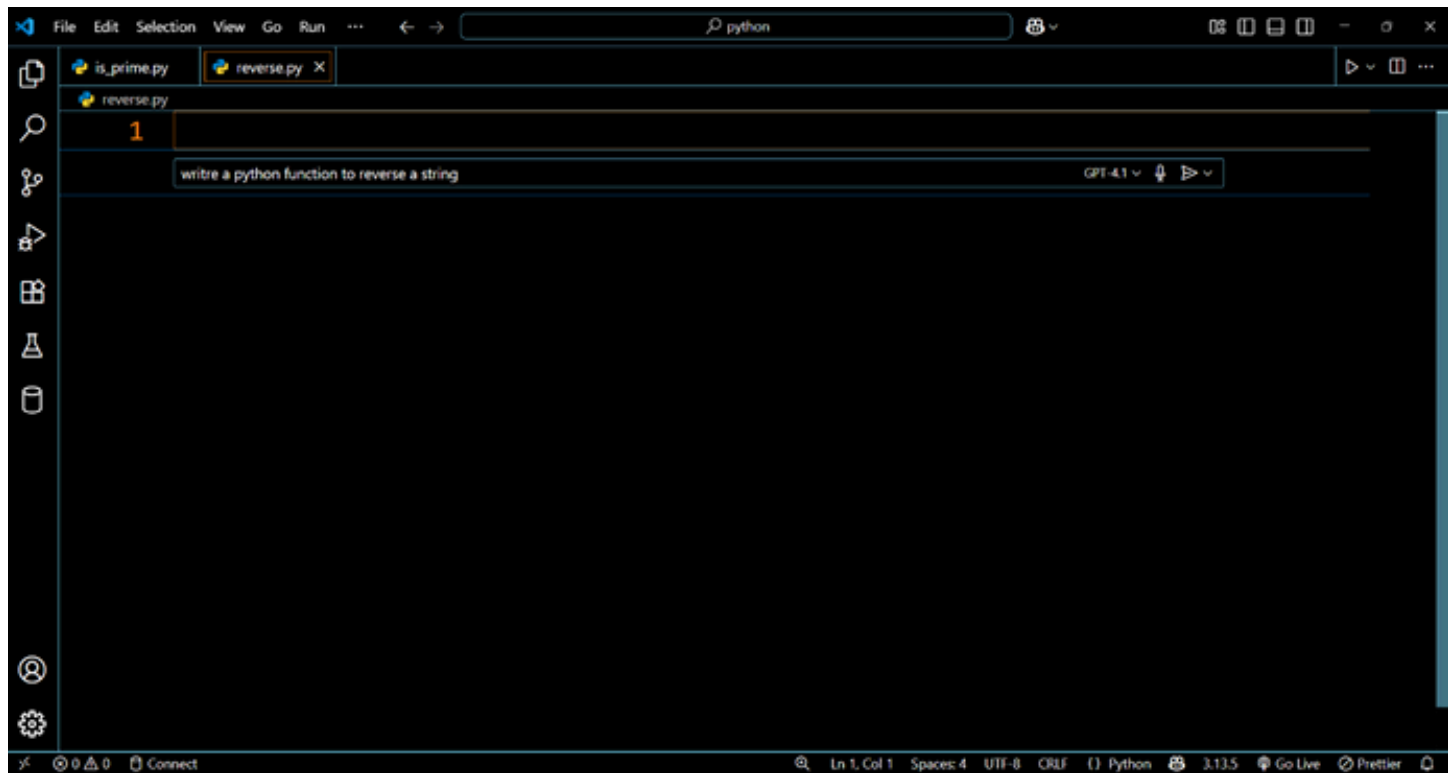 File Edit Selection View Go Run ··· ← → python
is_prime.py reverse.py ×
reverse.py
1
writre a python function to reverse a string GPT-4.1
0 0 Connect Ln 1, Col 1 Spaces: 4 UTF-8 CRLF {} Python 3.13.5 Go Live Prettier